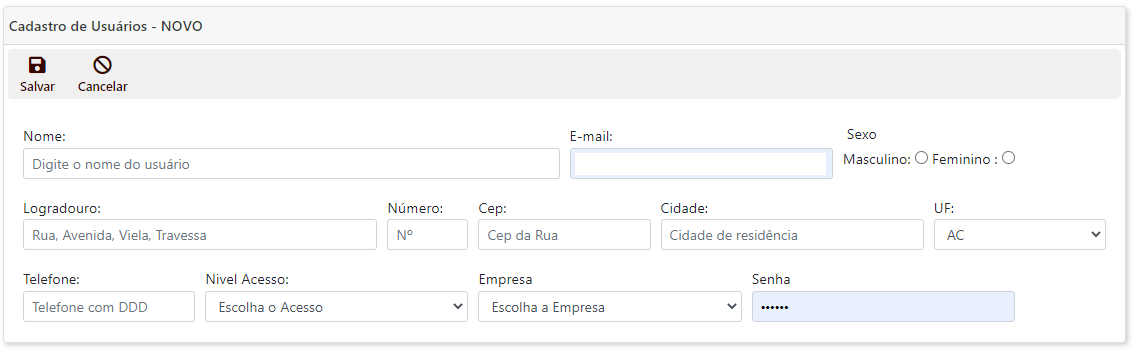 Cadastro de Usuários - NOVO
Salvar Cancelar
Nome: E-mail: Sexo
Digite o nome do usuário Masculino: Feminino :
Logradouro: Número: Cep: Cidade: UF:
Rua, Avenida, Viela, Travessa Nº Cep da Rua Cidade de residência AC
Telefone: Nivel Acesso: Empresa Senha
Telefone com DDD Escolha o Acesso Escolha a Empresa ••••••